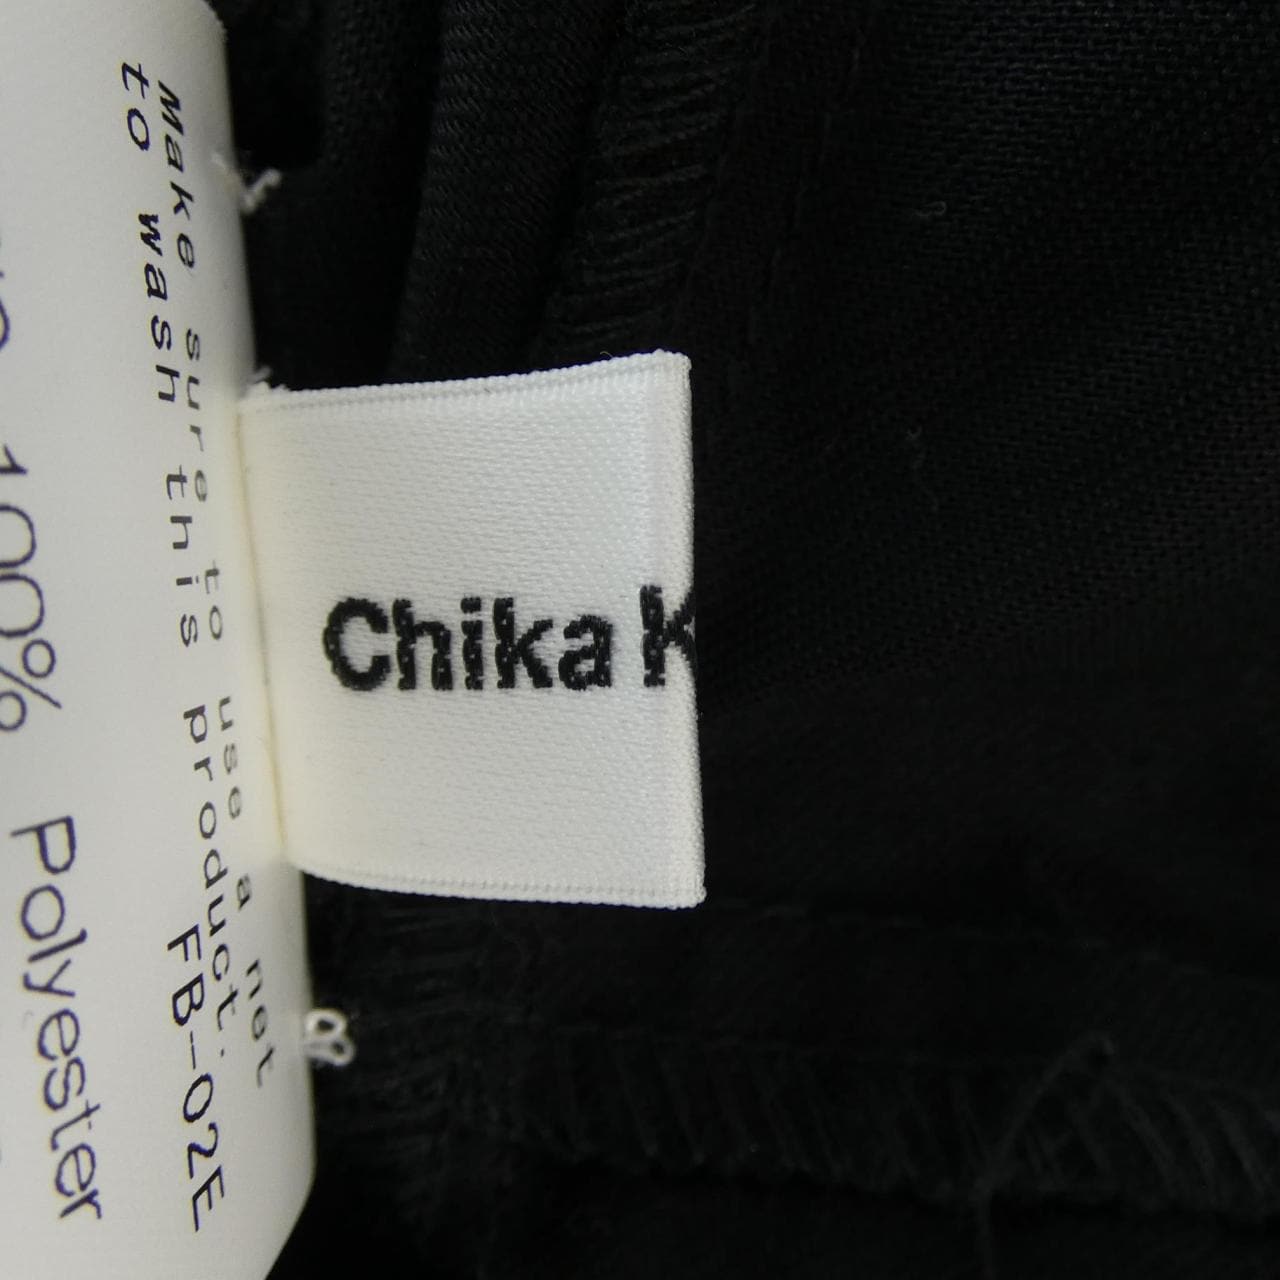 Make sure to use a net
to wash this product.
FB-02E
100% Polyester
Chika K